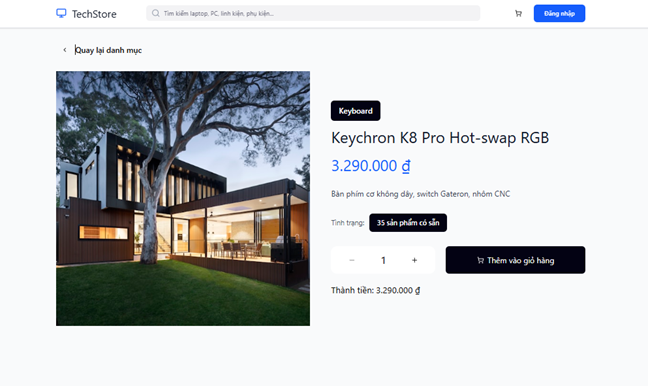 TechStore
Tìm kiếm laptop, PC, linh kiện, phụ kiện...
Đăng nhập
Quay lại danh mục
Keyboard
Keychron K8 Pro Hot-swap RGB
3.290.000 ₫
Bàn phím cơ không dây, switch Gateron, nhôm CNC
Tình trạng: 35 sản phẩm có sẵn
− 1 + Thêm vào giỏ hàng
Thành tiền: 3.290.000 ₫